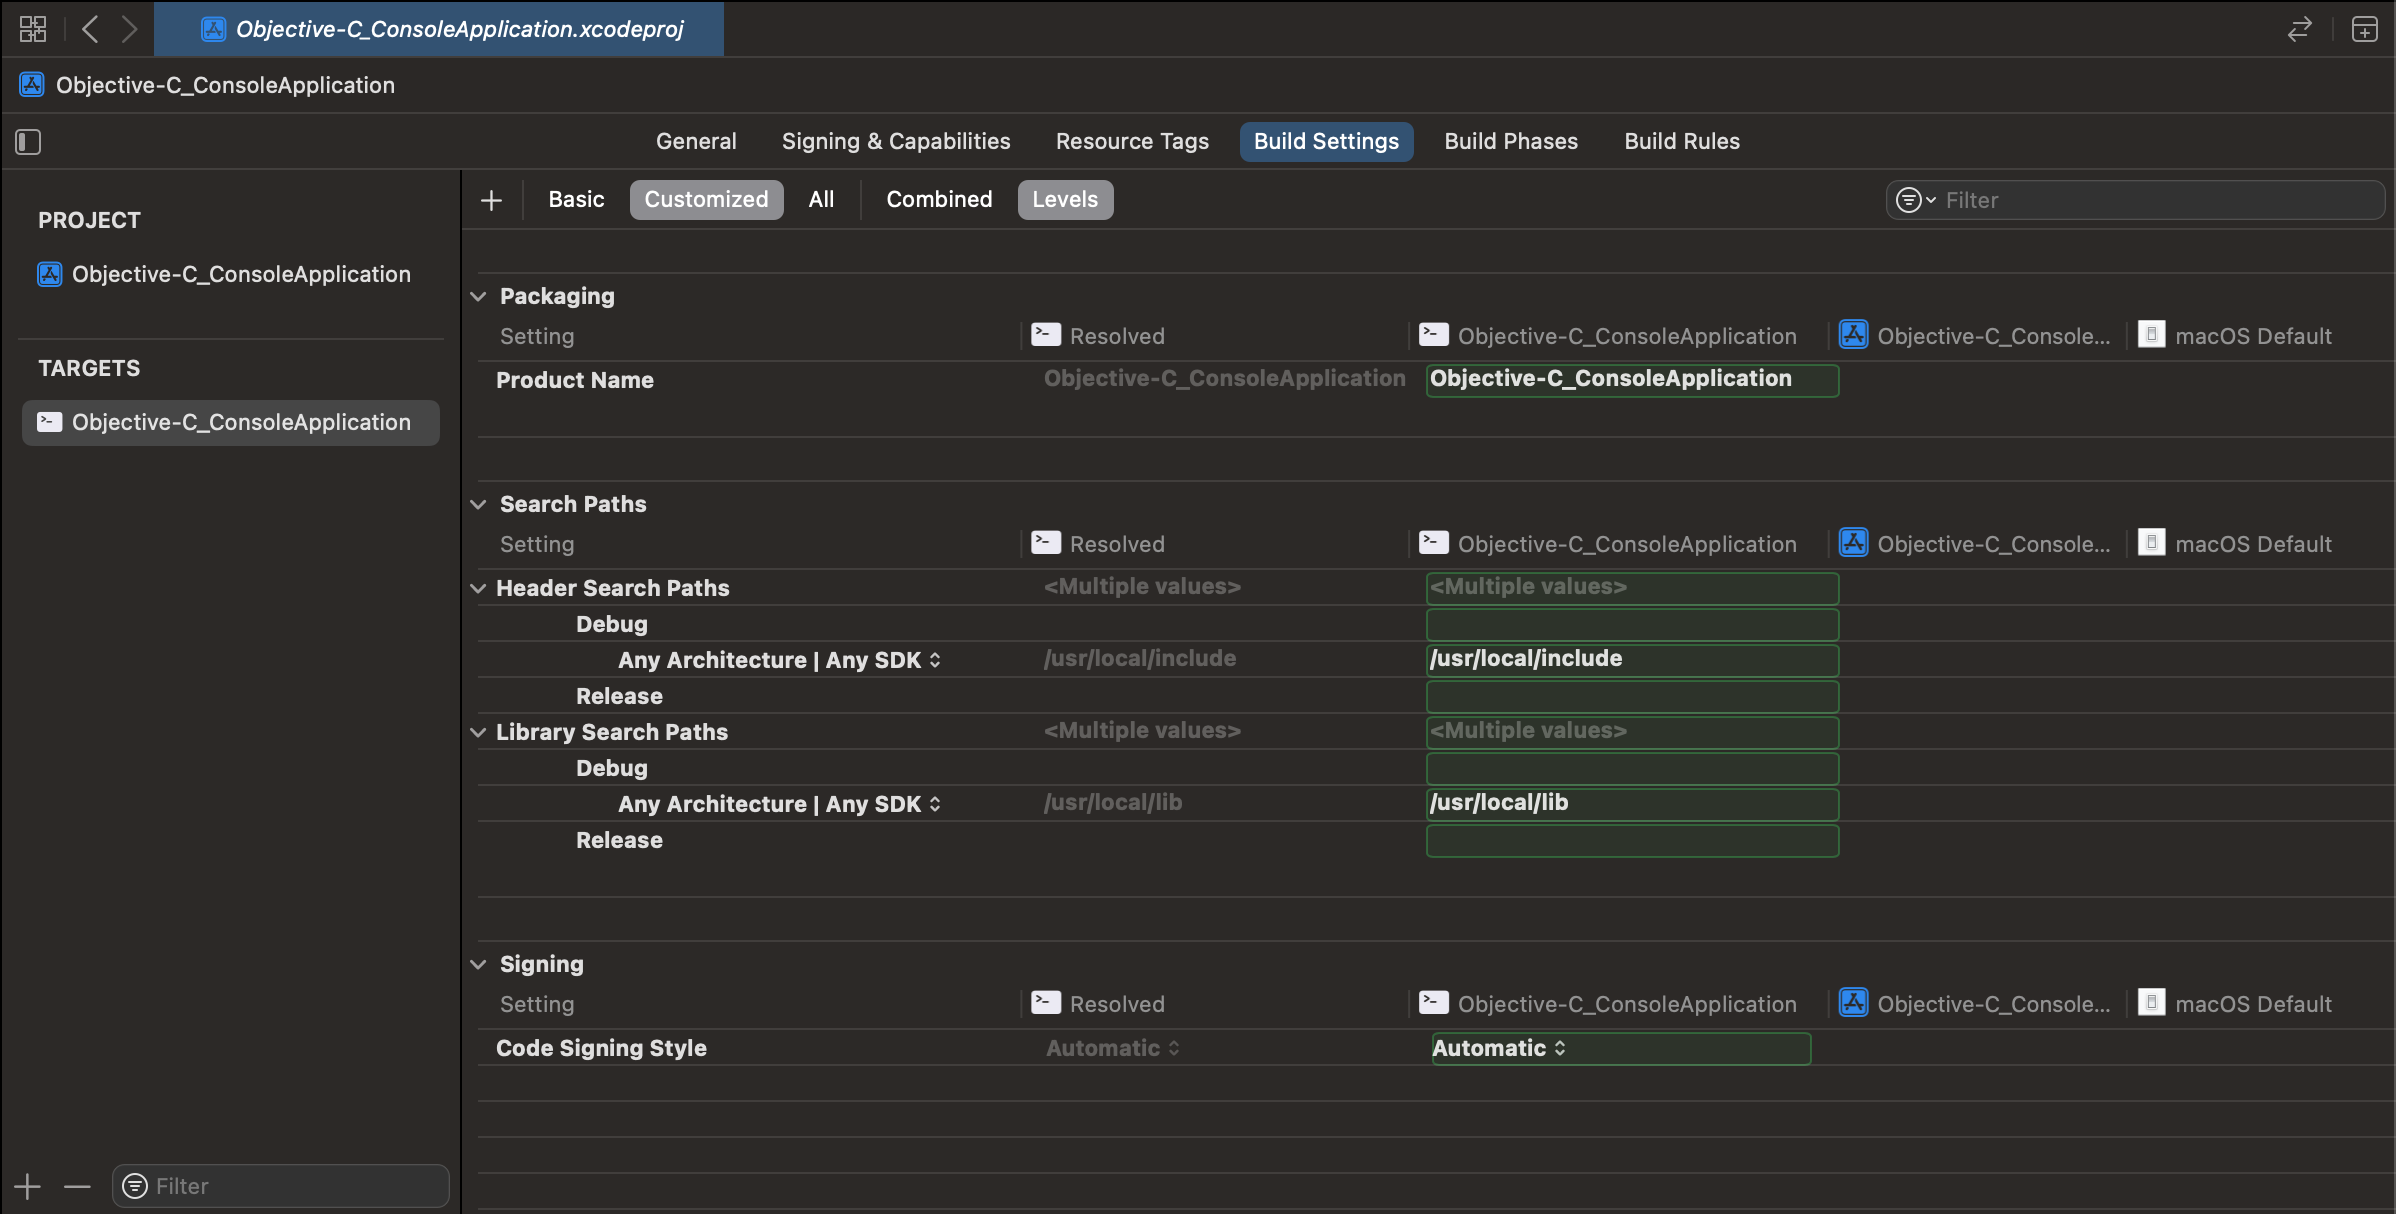 Objective-C_ConsoleApplication.xcodeproj
Objective-C_ConsoleApplication
General Signing & Capabilities Resource Tags Build Settings Build Phases Build Rules
PROJECT
Objective-C_ConsoleApplication
TARGETS
Objective-C_ConsoleApplication
Filter
Basic Customized All Combined Levels Filter
Packaging
Setting Resolved Objective-C_ConsoleApplication Objective-C_Console... macOS Default
Product Name Objective-C_ConsoleApplication Objective-C_ConsoleApplication
Search Paths
Setting Resolved Objective-C_ConsoleApplication Objective-C_Console... macOS Default
Header Search Paths <Multiple values> <Multiple values>
Debug
Any Architecture | Any SDK /usr/local/include /usr/local/include
Release
Library Search Paths <Multiple values> <Multiple values>
Debug
Any Architecture | Any SDK /usr/local/lib /usr/local/lib
Release
Signing
Setting Resolved Objective-C_ConsoleApplication Objective-C_Console... macOS Default
Code Signing Style Automatic Automatic